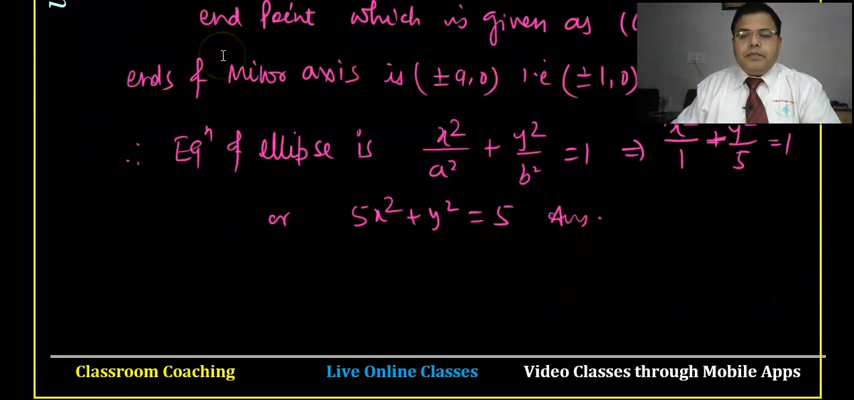 end Point which is given as (
ends of Minor axis is (±a,0) i.e (±1,0)
∴ Eqⁿ of ellipse is x²/a² + y²/b² = 1 ⇒ x²/1 + y²/5 = 1
or 5x² + y² = 5 Ans.
Classroom Coaching Live Online Classes Video Classes through Mobile Apps